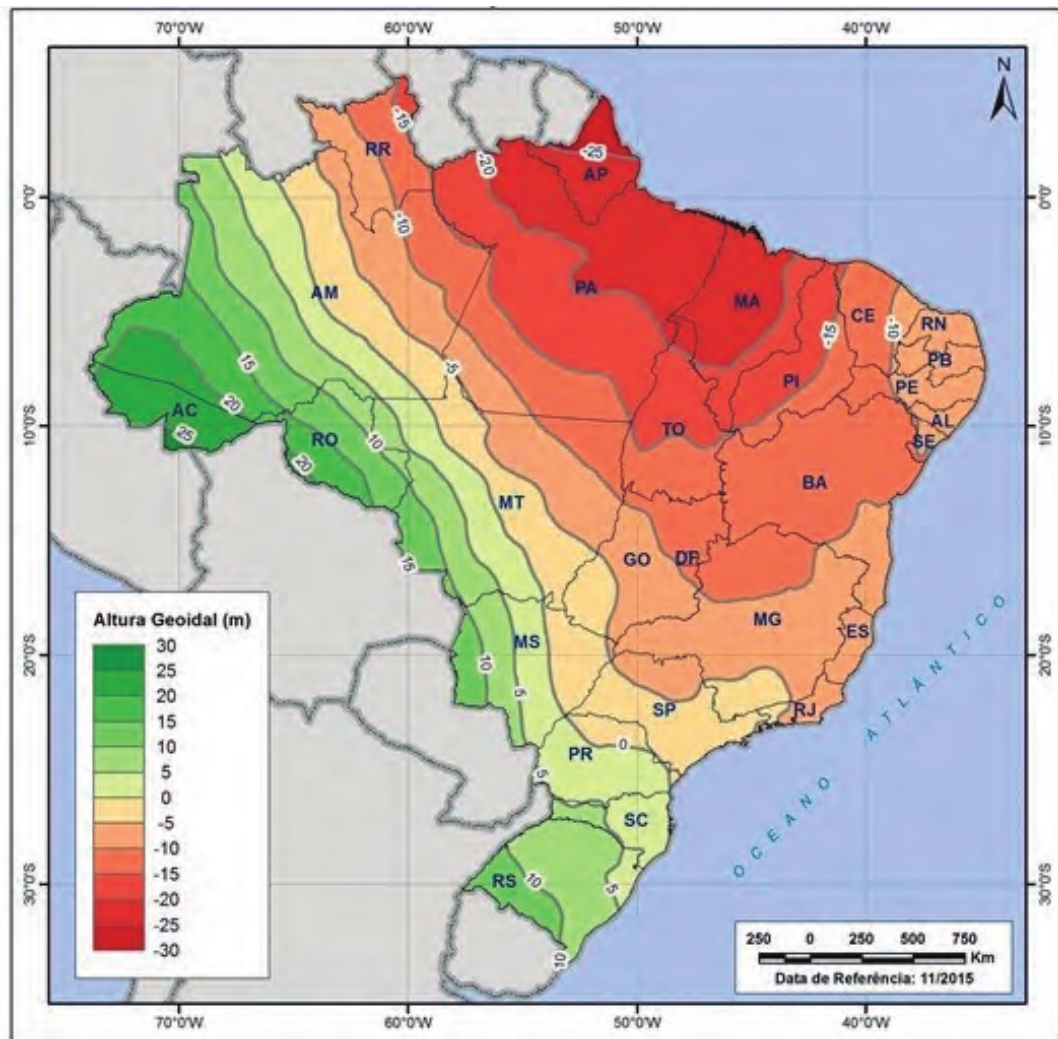 70°0'W 60°0'W 50°0'W 40°0'W
N
0°0'
10°0'S
20°0'S
30°0'S
0°0'
10°0'S
20°0'S
30°0'S
RR
-15
-20
-25
AP
-10
AM
PA
MA
CE
-10
RN
-15
PB
15
-5
PI
PE
AC
20
10
TO
AL
25
RO
SE
20
BA
MT
15
GO
DF
MG
ES
10
MS
5
SP
RJ
PR
0
5
SC
RS
10
5
10
OCEANO ATLÂNTICO
Altura Geoidal (m)
30
25
20
15
10
5
0
-5
-10
-15
-20
-25
-30
250 0 250 500 750
Km
Data de Referência: 11/2015
70°0'W 60°0'W 50°0'W 40°0'W